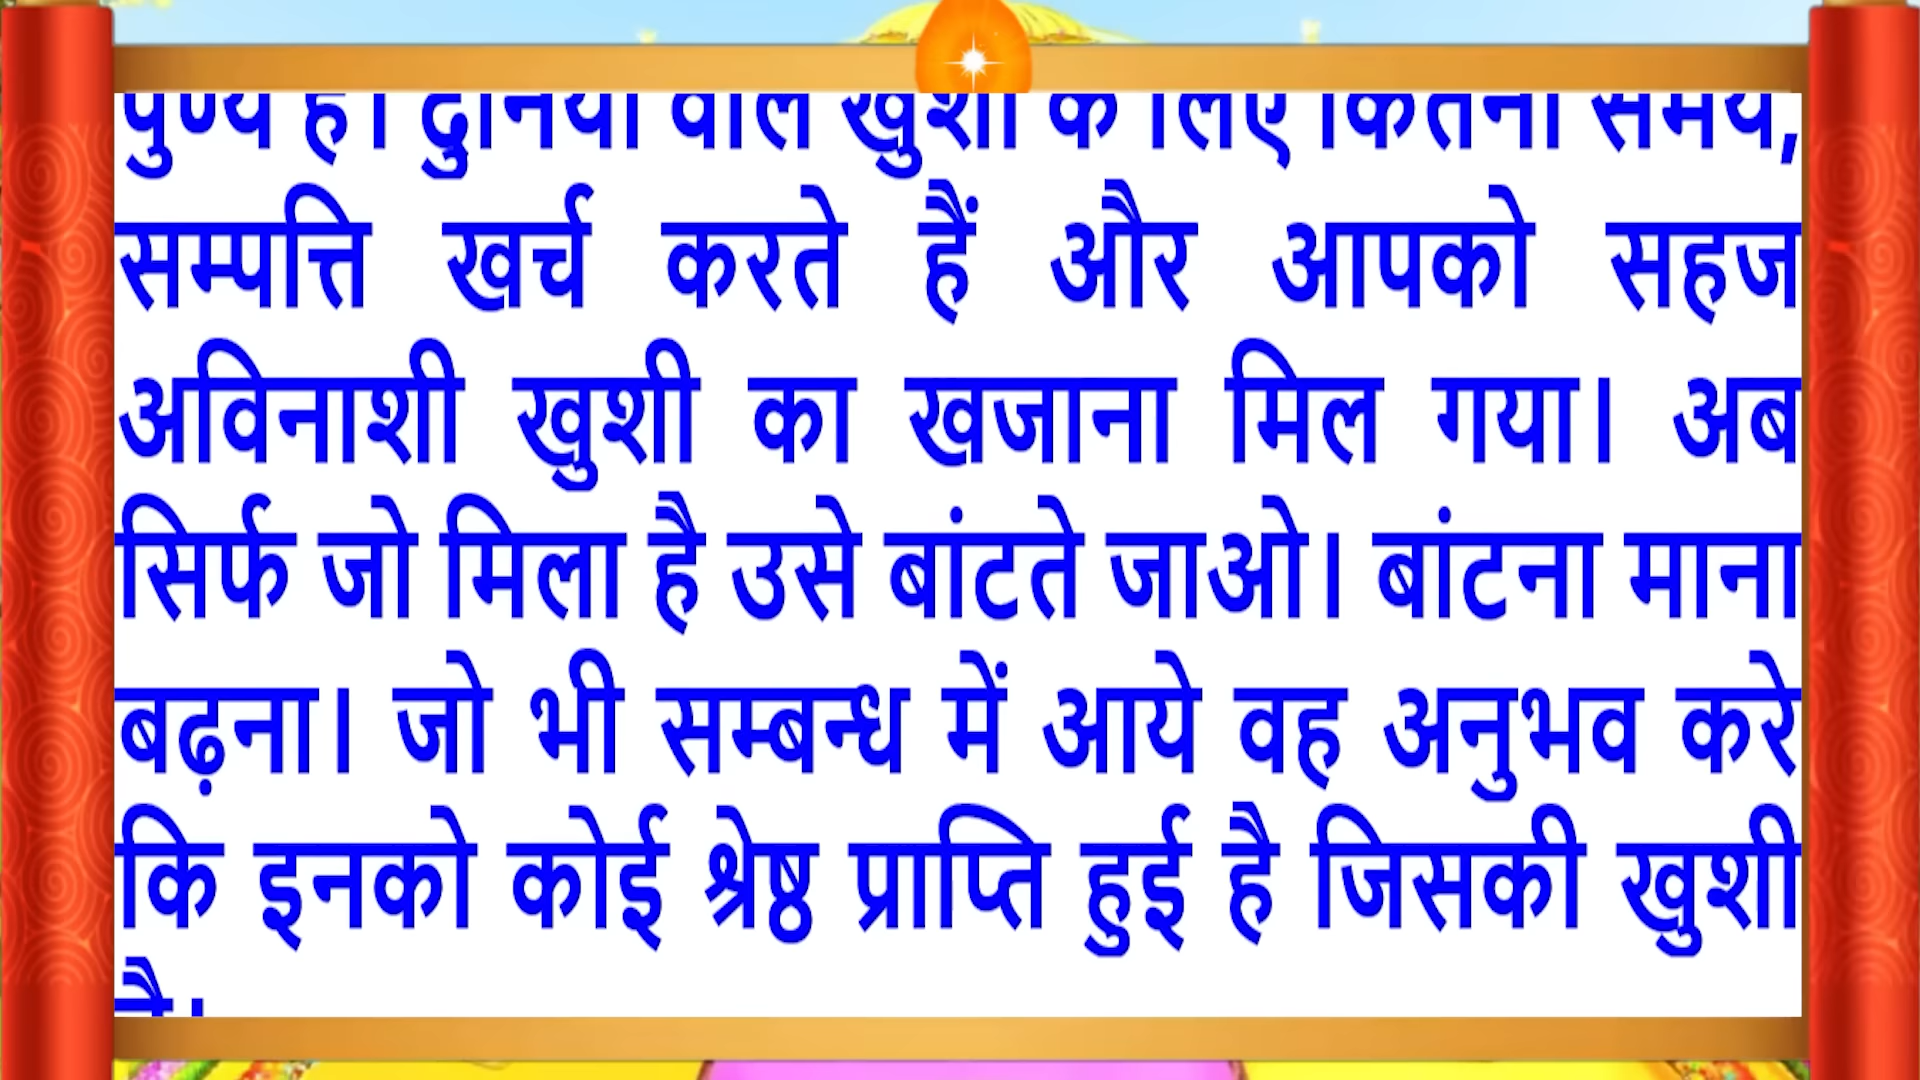 पुण्य है। दुनिया वाले खुशी के लिए कितना समय,
सम्पत्ति खर्च करते हैं और आपको सहज
अविनाशी खुशी का खजाना मिल गया। अब
सिर्फ जो मिला है उसे बांटते जाओ। बांटना माना
बढ़ना। जो भी सम्बन्ध में आये वह अनुभव करे
कि इनको कोई श्रेष्ठ प्राप्ति हुई है जिसकी खुशी
है।